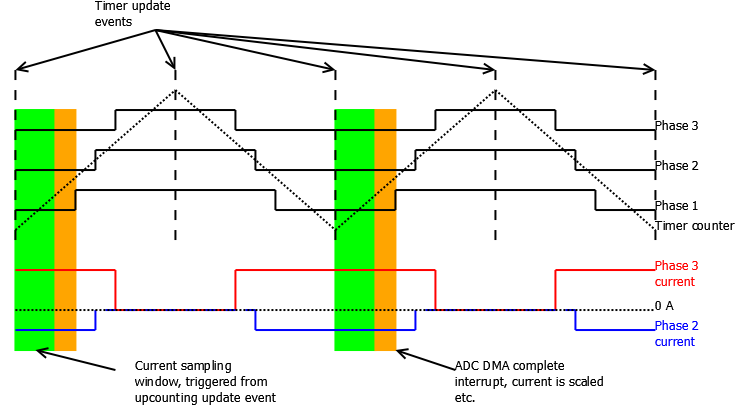 Timer update
events
Phase 3
Phase 2
Phase 1
Timer counter
Phase 3
current
0 A
Phase 2
current
Current sampling
window, triggered from
upcounting update event
ADC DMA complete
interrupt, current is scaled
etc.